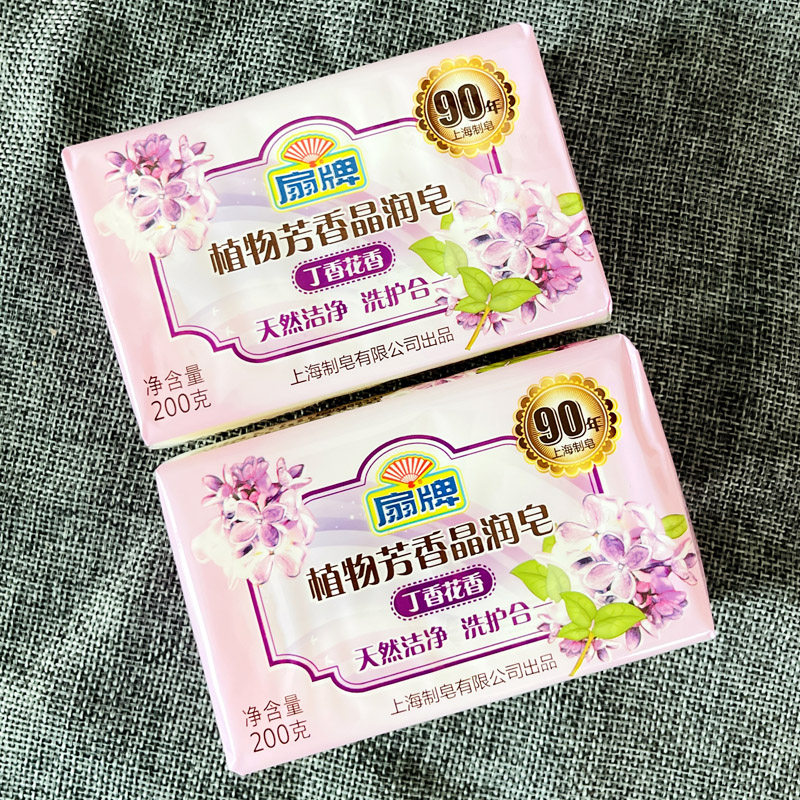 90年
上海制皂
扇牌
植物芳香晶润皂
丁香花香
天然洁净 洗护合一
上海制皂有限公司出品
净含量
200克
90年
上海制皂
扇牌
植物芳香晶润皂
丁香花香
天然洁净 洗护合一
上海制皂有限公司出品
净含量
200克